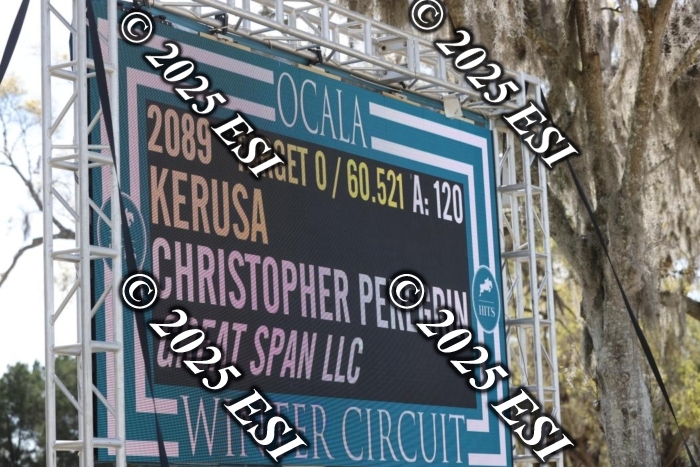 OCALA
2089 TARGET 0 / 60.521 A: 120
KERUSA
CHRISTOPHER PEREGRIN
GREAT SPAN LLC
HITS
WINTER CIRCUIT
© 2025 ESI
© 2025 ESI
© 2025 ESI
© 2025 ESI